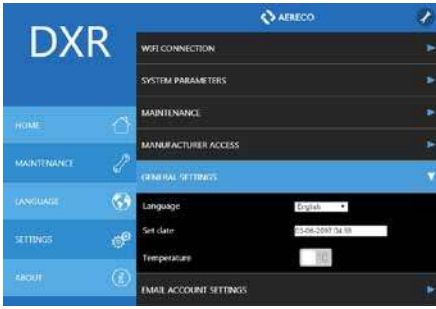 DXR
AERECO
HOME
MAINTENANCE
LANGUAGE
SETTINGS
ABOUT
WIFI CONNECTION
SYSTEM PARAMETERS
MAINTENANCE
MANUFACTURER ACCESS
GENERAL SETTINGS
Language English
Set date
Temperature
EMAIL ACCOUNT SETTINGS